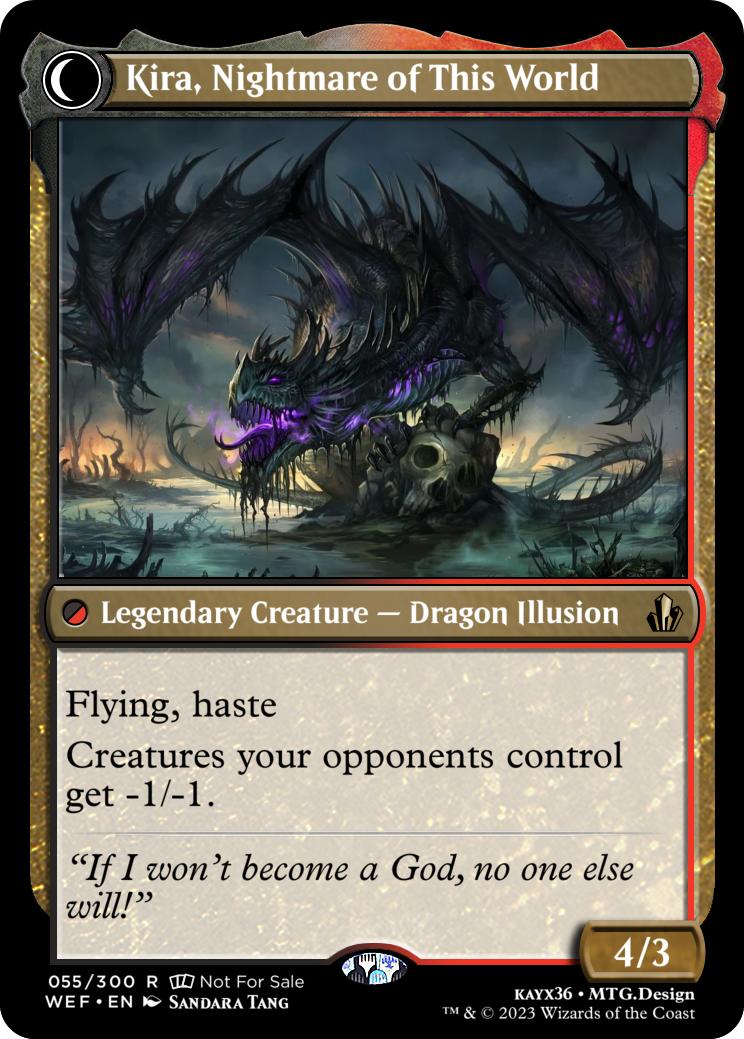 Kira, Nightmare of This World
Legendary Creature — Dragon Illusion
Flying, haste
Creatures your opponents control
get -1/-1.
“If I won’t become a God, no one else
will!”
4/3
055/300 R Not For Sale
WEF • EN SANDARA TANG
KAYX36 • MTG.Design
™ & © 2023 Wizards of the Coast